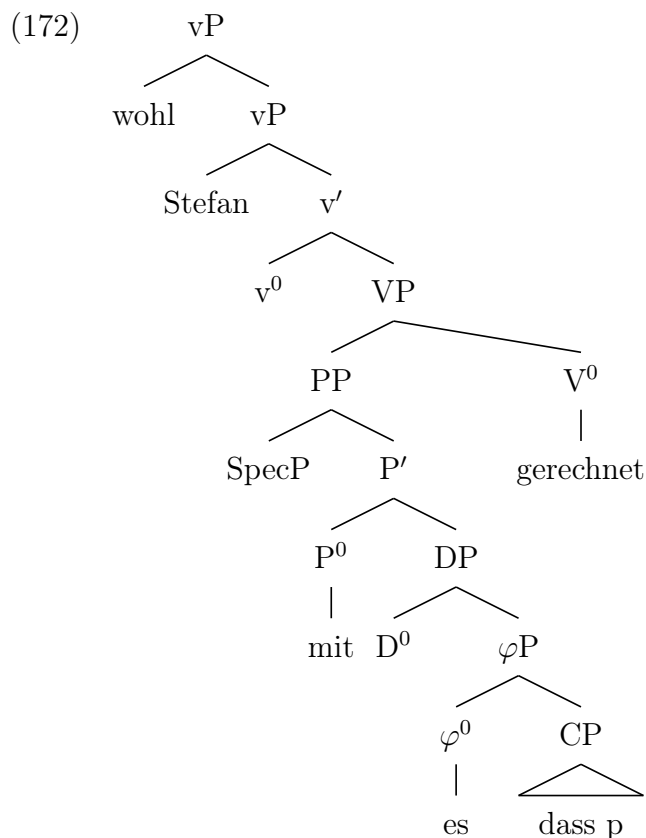 (172) vP
wohl vP
Stefan v′
v⁰ VP
PP V⁰
SpecP P′ gerechnet
P⁰ DP
mit D⁰ φP
φ⁰ CP
es dass p